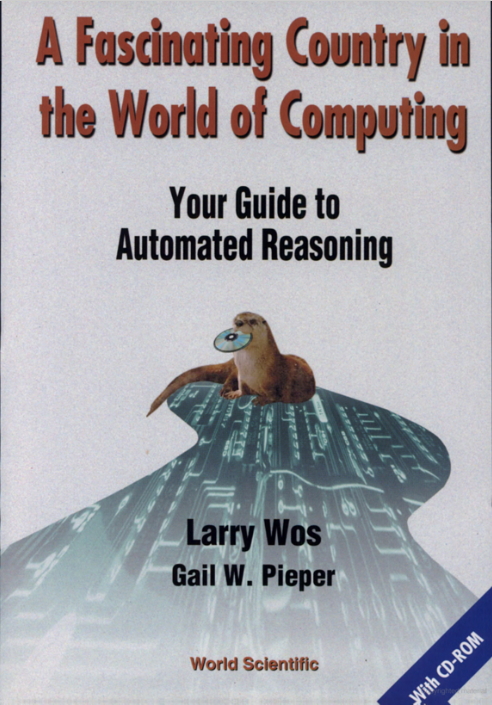 A Fascinating Country in
the World of Computing
Your Guide to
Automated Reasoning
Larry Wos
Gail W. Pieper
World Scientific
With CD-ROM